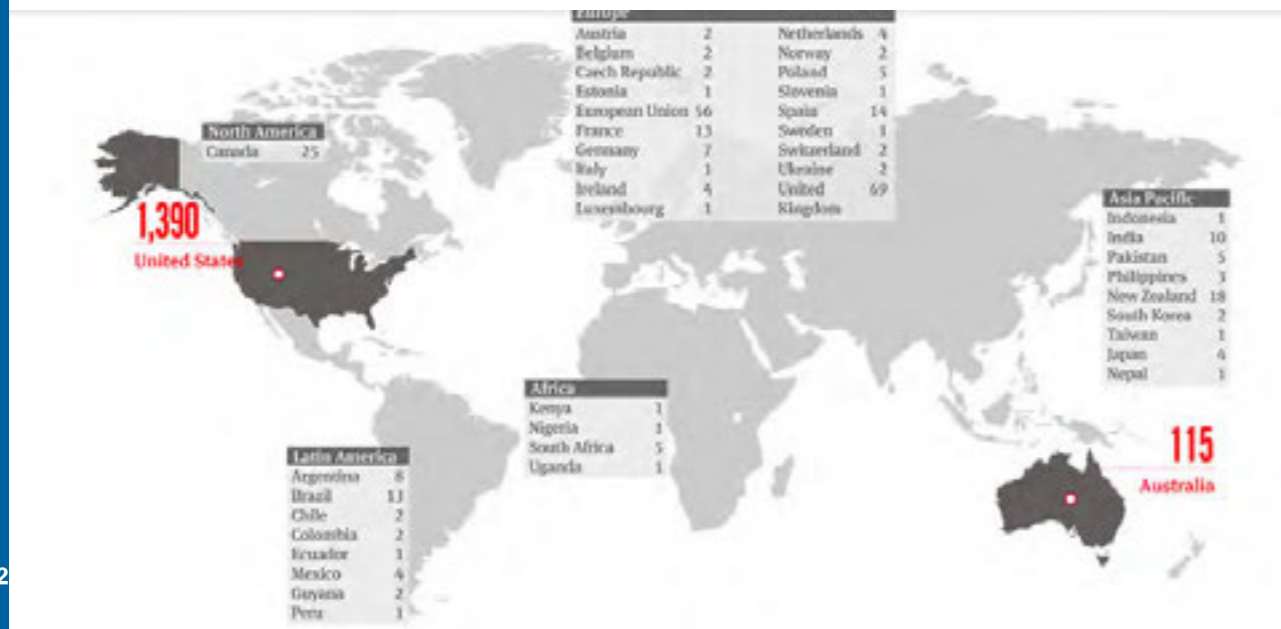 Europe
Austria 2 Netherlands 4
Belgium 2 Norway 2
Czech Republic 2 Poland 5
Estonia 1 Slovenia 1
European Union 56 Spain 14
France 13 Sweden 1
Germany 7 Switzerland 2
Italy 1 Ukraine 2
Ireland 4 United 69
Luxembourg 1 Kingdom
North America
Canada 25
1,390
United States
Asia Pacific
Indonesia 1
India 10
Pakistan 5
Philippines 3
New Zealand 18
South Korea 2
Taiwan 1
Japan 4
Nepal 1
Africa
Kenya 1
Nigeria 1
South Africa 5
Uganda 1
115
Australia
Latin America
Argentina 8
Brazil 13
Chile 2
Colombia 2
Ecuador 1
Mexico 4
Guyana 2
Peru 1
2